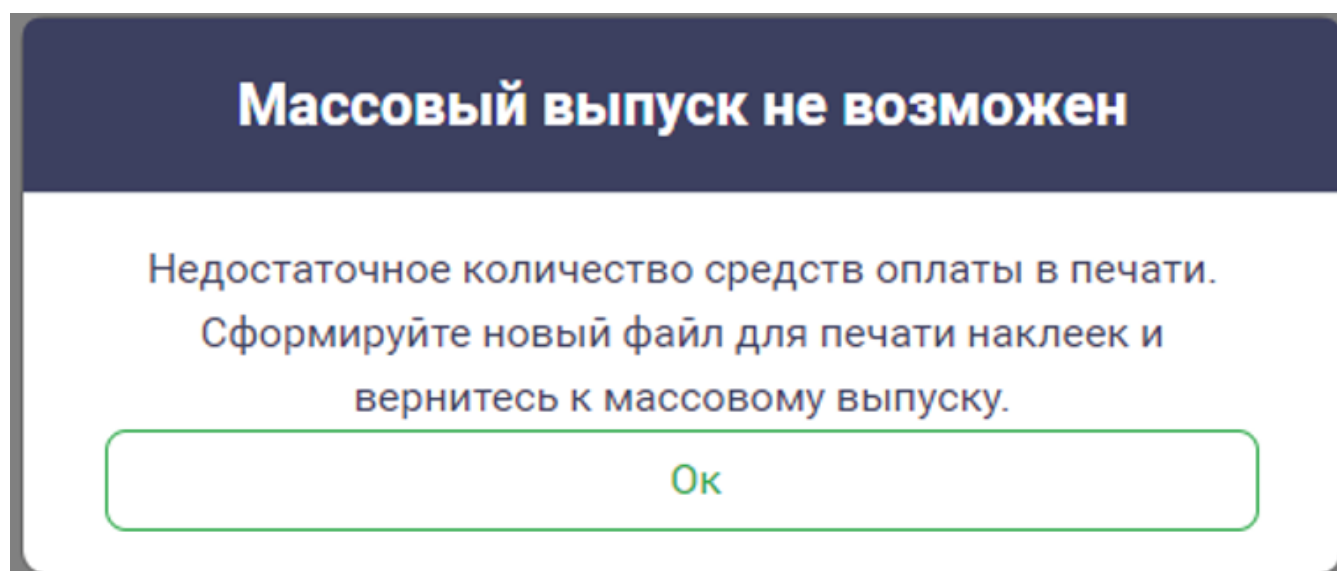 Массовый выпуск не возможен
Недостаточное количество средств оплаты в печати.
Сформируйте новый файл для печати наклеек и
вернитесь к массовому выпуску.
Ок